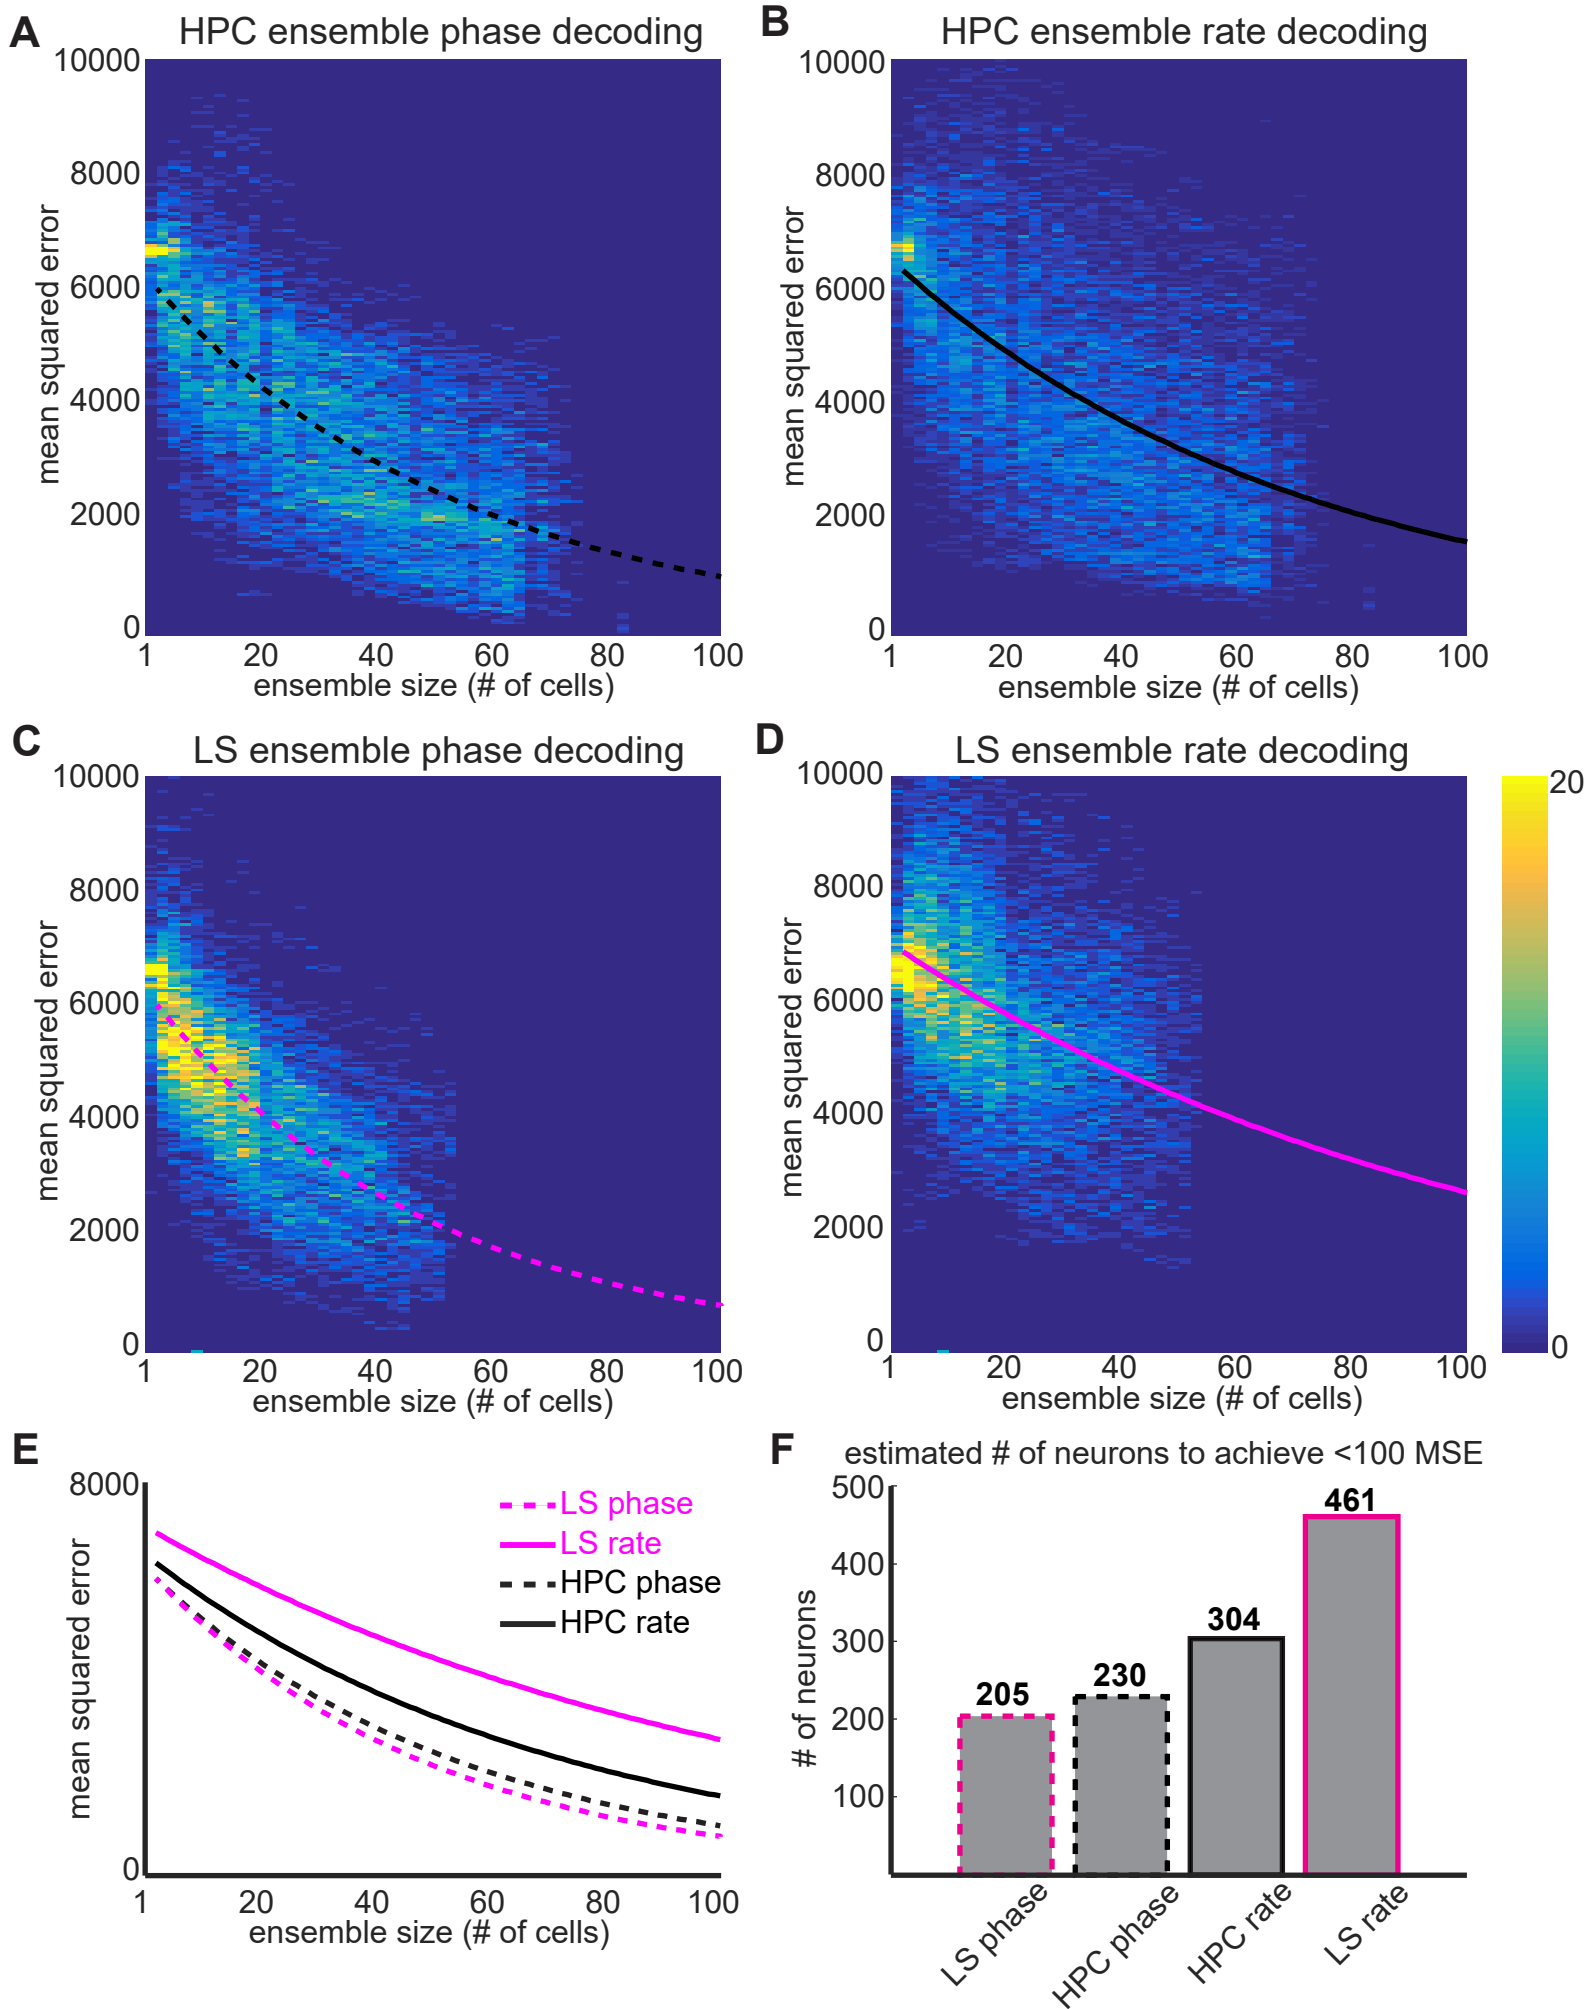 A
HPC ensemble phase decoding
10000
8000
6000
4000
2000
0
mean squared error
1 20 40 60 80 100
ensemble size (# of cells)
B
HPC ensemble rate decoding
10000
8000
6000
4000
2000
0
mean squared error
1 20 40 60 80 100
ensemble size (# of cells)
C
LS ensemble phase decoding
10000
8000
6000
4000
2000
0
mean squared error
1 20 40 60 80 100
ensemble size (# of cells)
D
LS ensemble rate decoding
10000
8000
6000
4000
2000
0
mean squared error
1 20 40 60 80 100
ensemble size (# of cells)
20
0
E
8000
0
mean squared error
LS phase
LS rate
HPC phase
HPC rate
1 20 40 60 80 100
ensemble size (# of cells)
F
estimated # of neurons to achieve <100 MSE
500
400
300
200
100
# of neurons
205
230
304
461
LS phase
HPC phase
HPC rate
LS rate